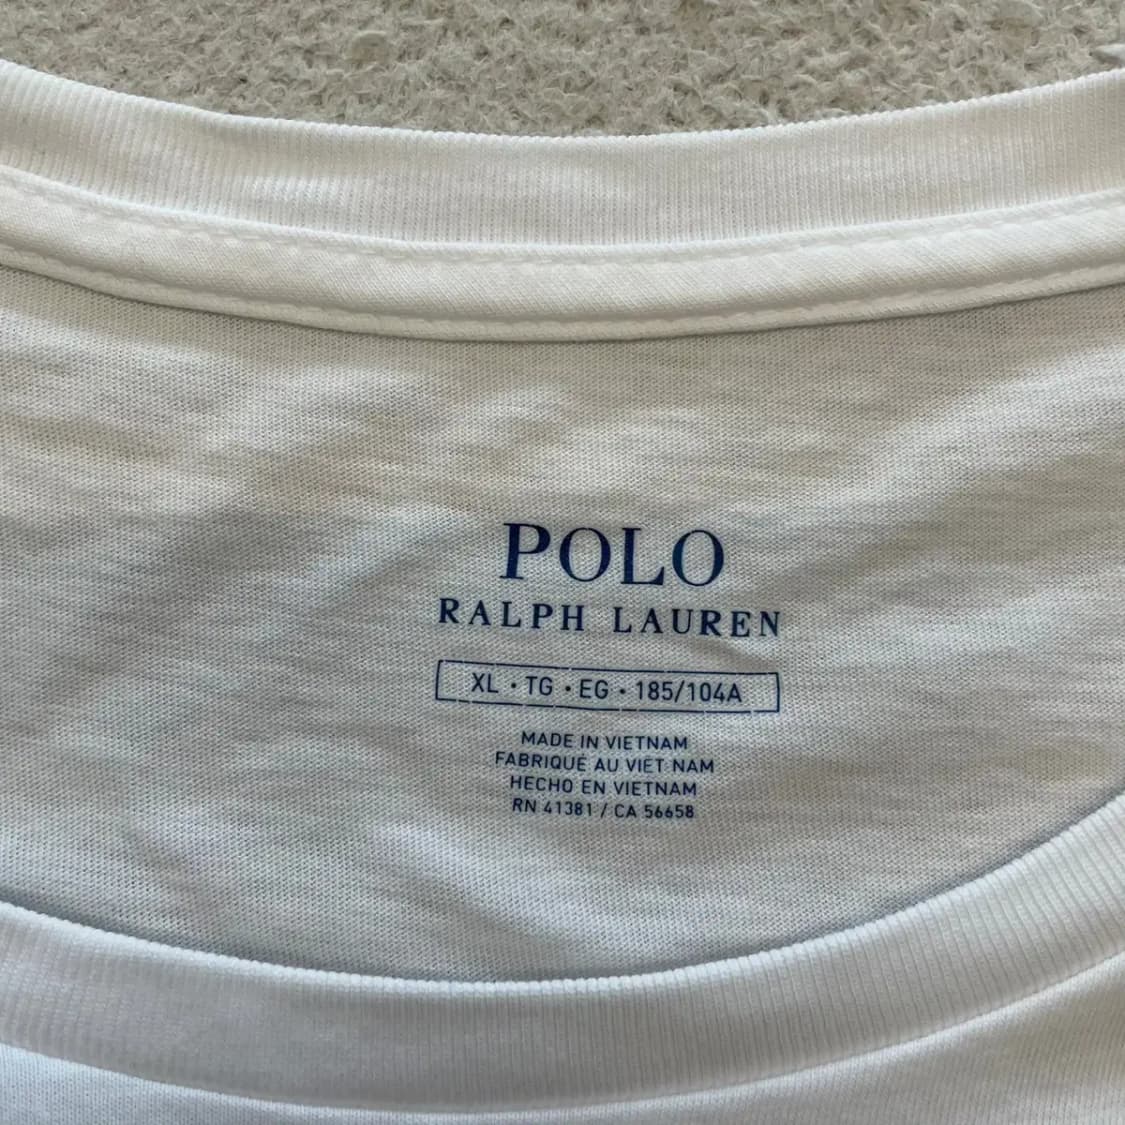 POLO
RALPH LAUREN
XL · TG · EG · 185/104A
MADE IN VIETNAM
FABRIQUÉ AU VIET NAM
HECHO EN VIETNAM
RN 41381 / CA 56658